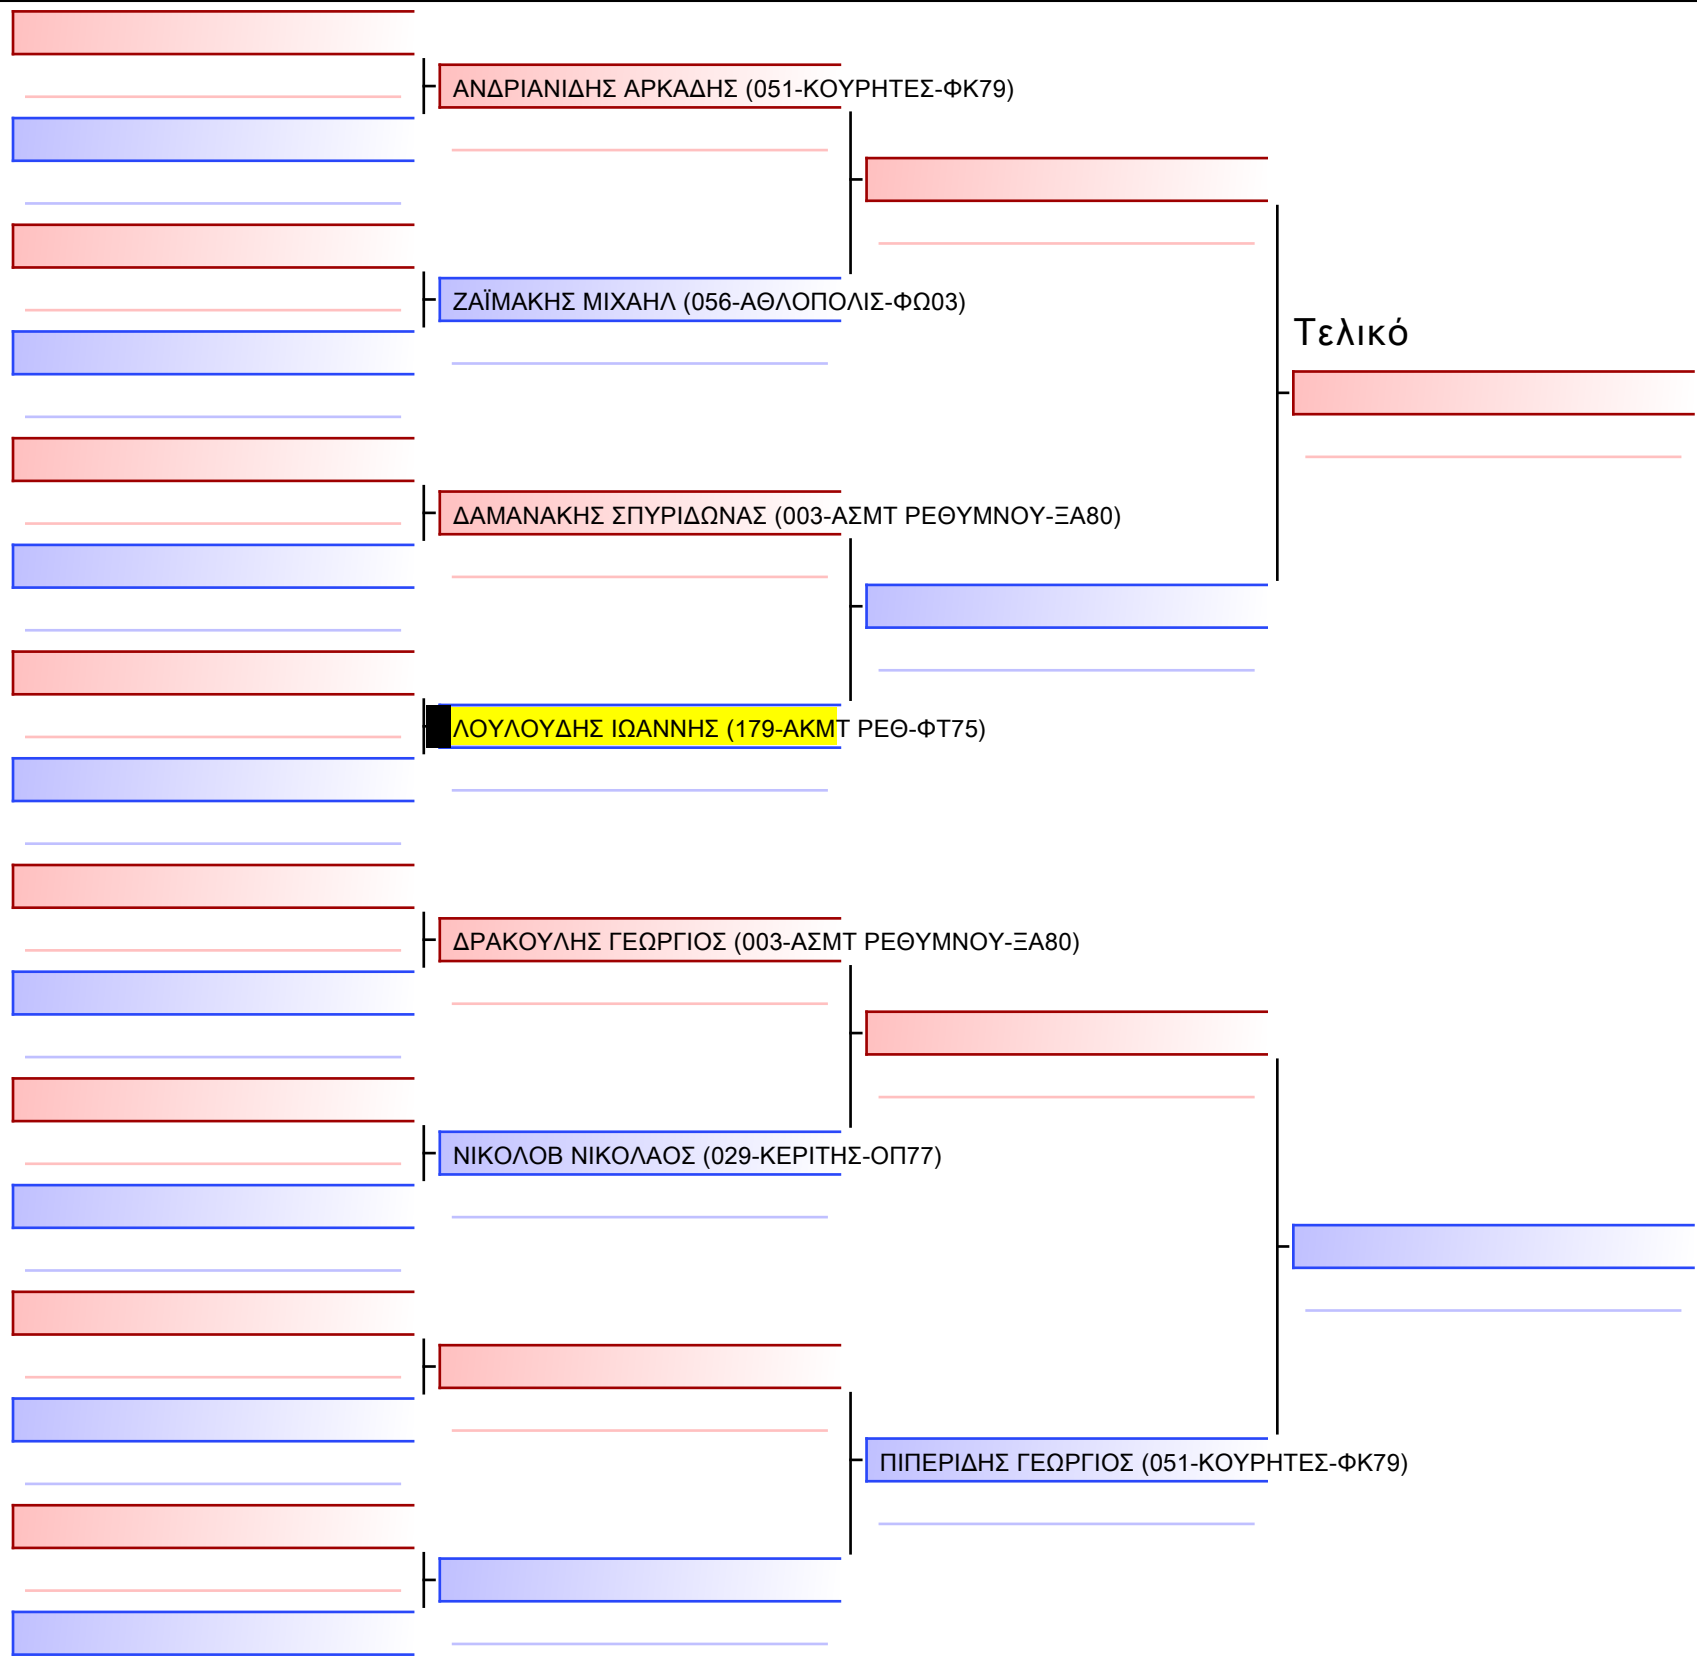 ΑΝΔΡΙΑΝΙΔΗΣ ΑΡΚΑΔΗΣ (051-ΚΟΥΡΗΤΕΣ-ΦΚ79)
ΖΑΪΜΑΚΗΣ ΜΙΧΑΗΛ (056-ΑΘΛΟΠΟΛΙΣ-ΦΩ03)
Τελικό
ΔΑΜΑΝΑΚΗΣ ΣΠΥΡΙΔΩΝΑΣ (003-ΑΣΜΤ ΡΕΘΥΜΝΟΥ-ΞΑ80)
ΛΟΥΛΟΥΔΗΣ ΙΩΑΝΝΗΣ (179-ΑΚΜΤ ΡΕΘ-ΦΤ75)
ΔΡΑΚΟΥΛΗΣ ΓΕΩΡΓΙΟΣ (003-ΑΣΜΤ ΡΕΘΥΜΝΟΥ-ΞΑ80)
ΝΙΚΟΛΟΒ ΝΙΚΟΛΑΟΣ (029-ΚΕΡΙΤΗΣ-ΟΠ77)
ΠΙΠΕΡΙΔΗΣ ΓΕΩΡΓΙΟΣ (051-ΚΟΥΡΗΤΕΣ-ΦΚ79)